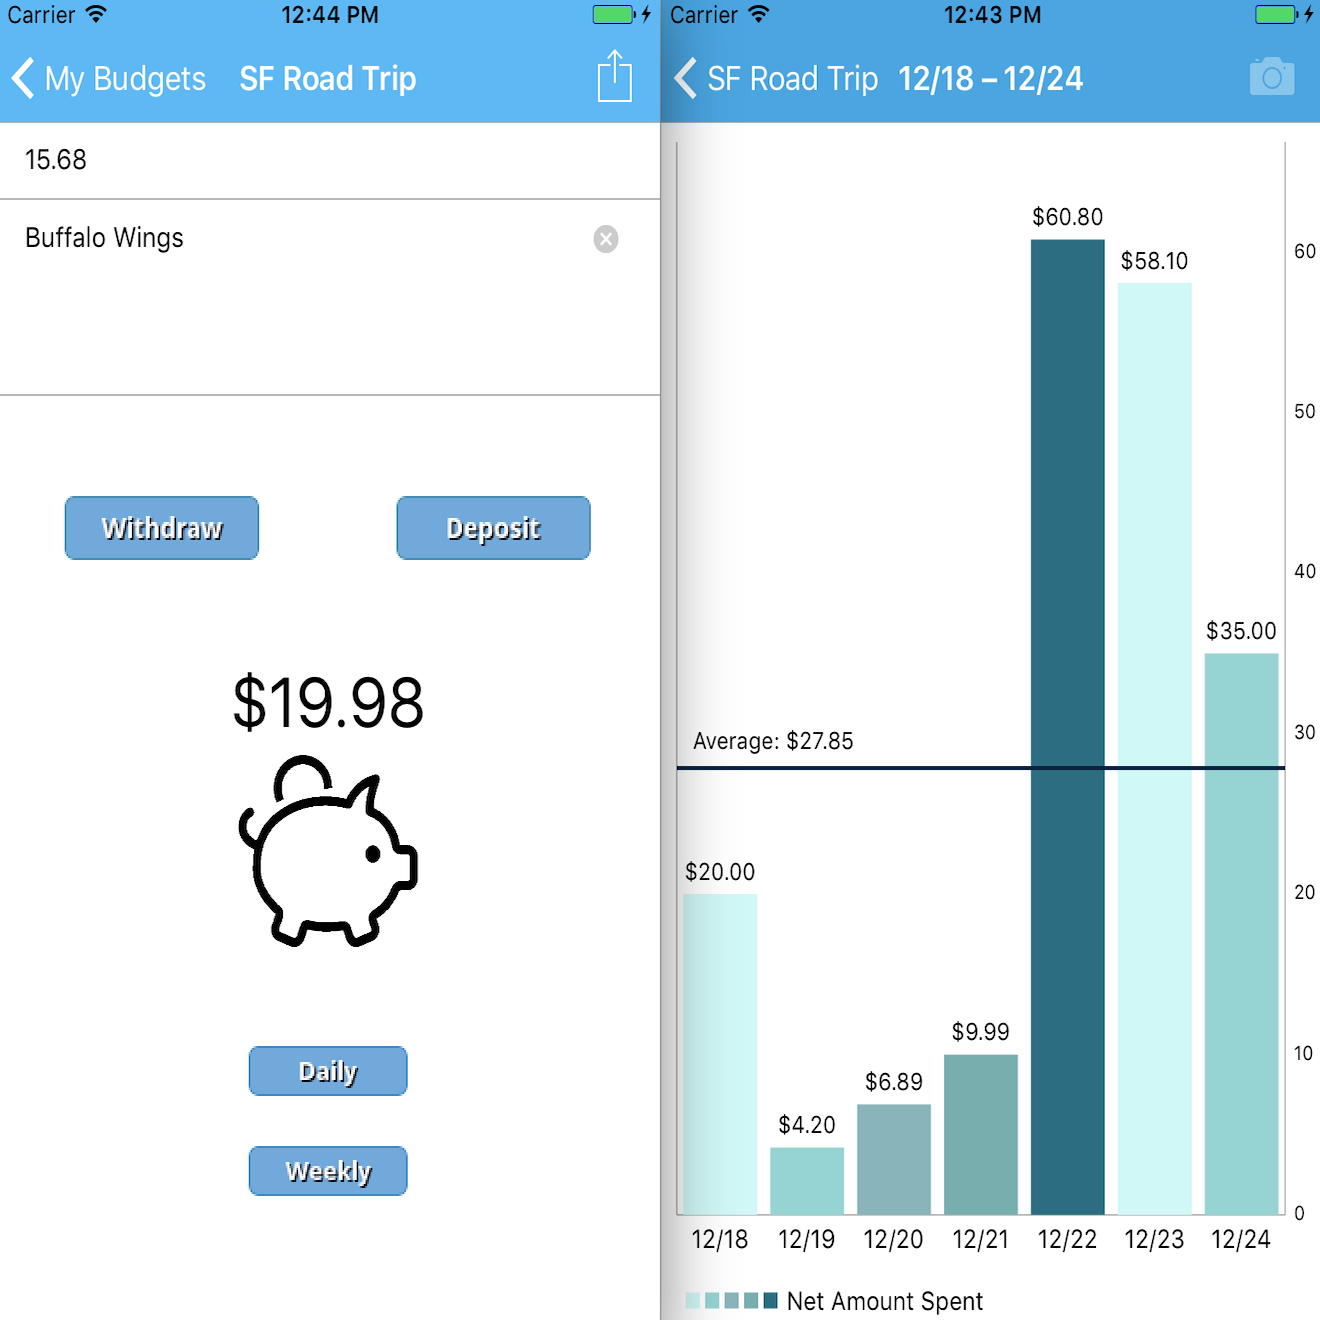 Carrier 12:44 PM
My Budgets SF Road Trip
15.68
Buffalo Wings
Withdraw Deposit
$19.98
Daily
Weekly
Carrier 12:43 PM
SF Road Trip 12/18 – 12/24
$60.80
60
$58.10
50
40
$35.00
30
Average: $27.85
20
$20.00
10
$9.99
$6.89
$4.20
0
12/18 12/19 12/20 12/21 12/22 12/23 12/24
Net Amount Spent